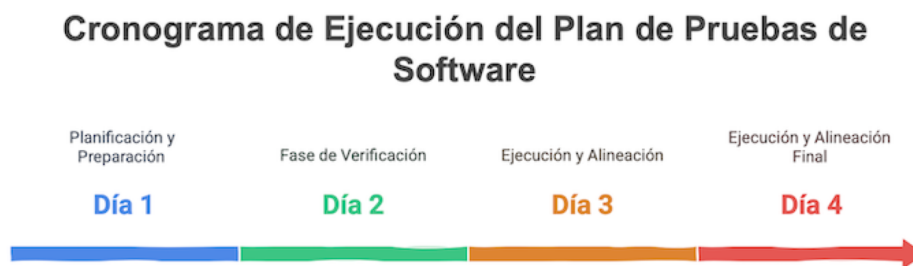 Cronograma de Ejecución del Plan de Pruebas de
Software
Planificación y
Preparación
Día 1
Fase de Verificación
Día 2
Ejecución y Alineación
Día 3
Ejecución y Alineación
Final
Día 4